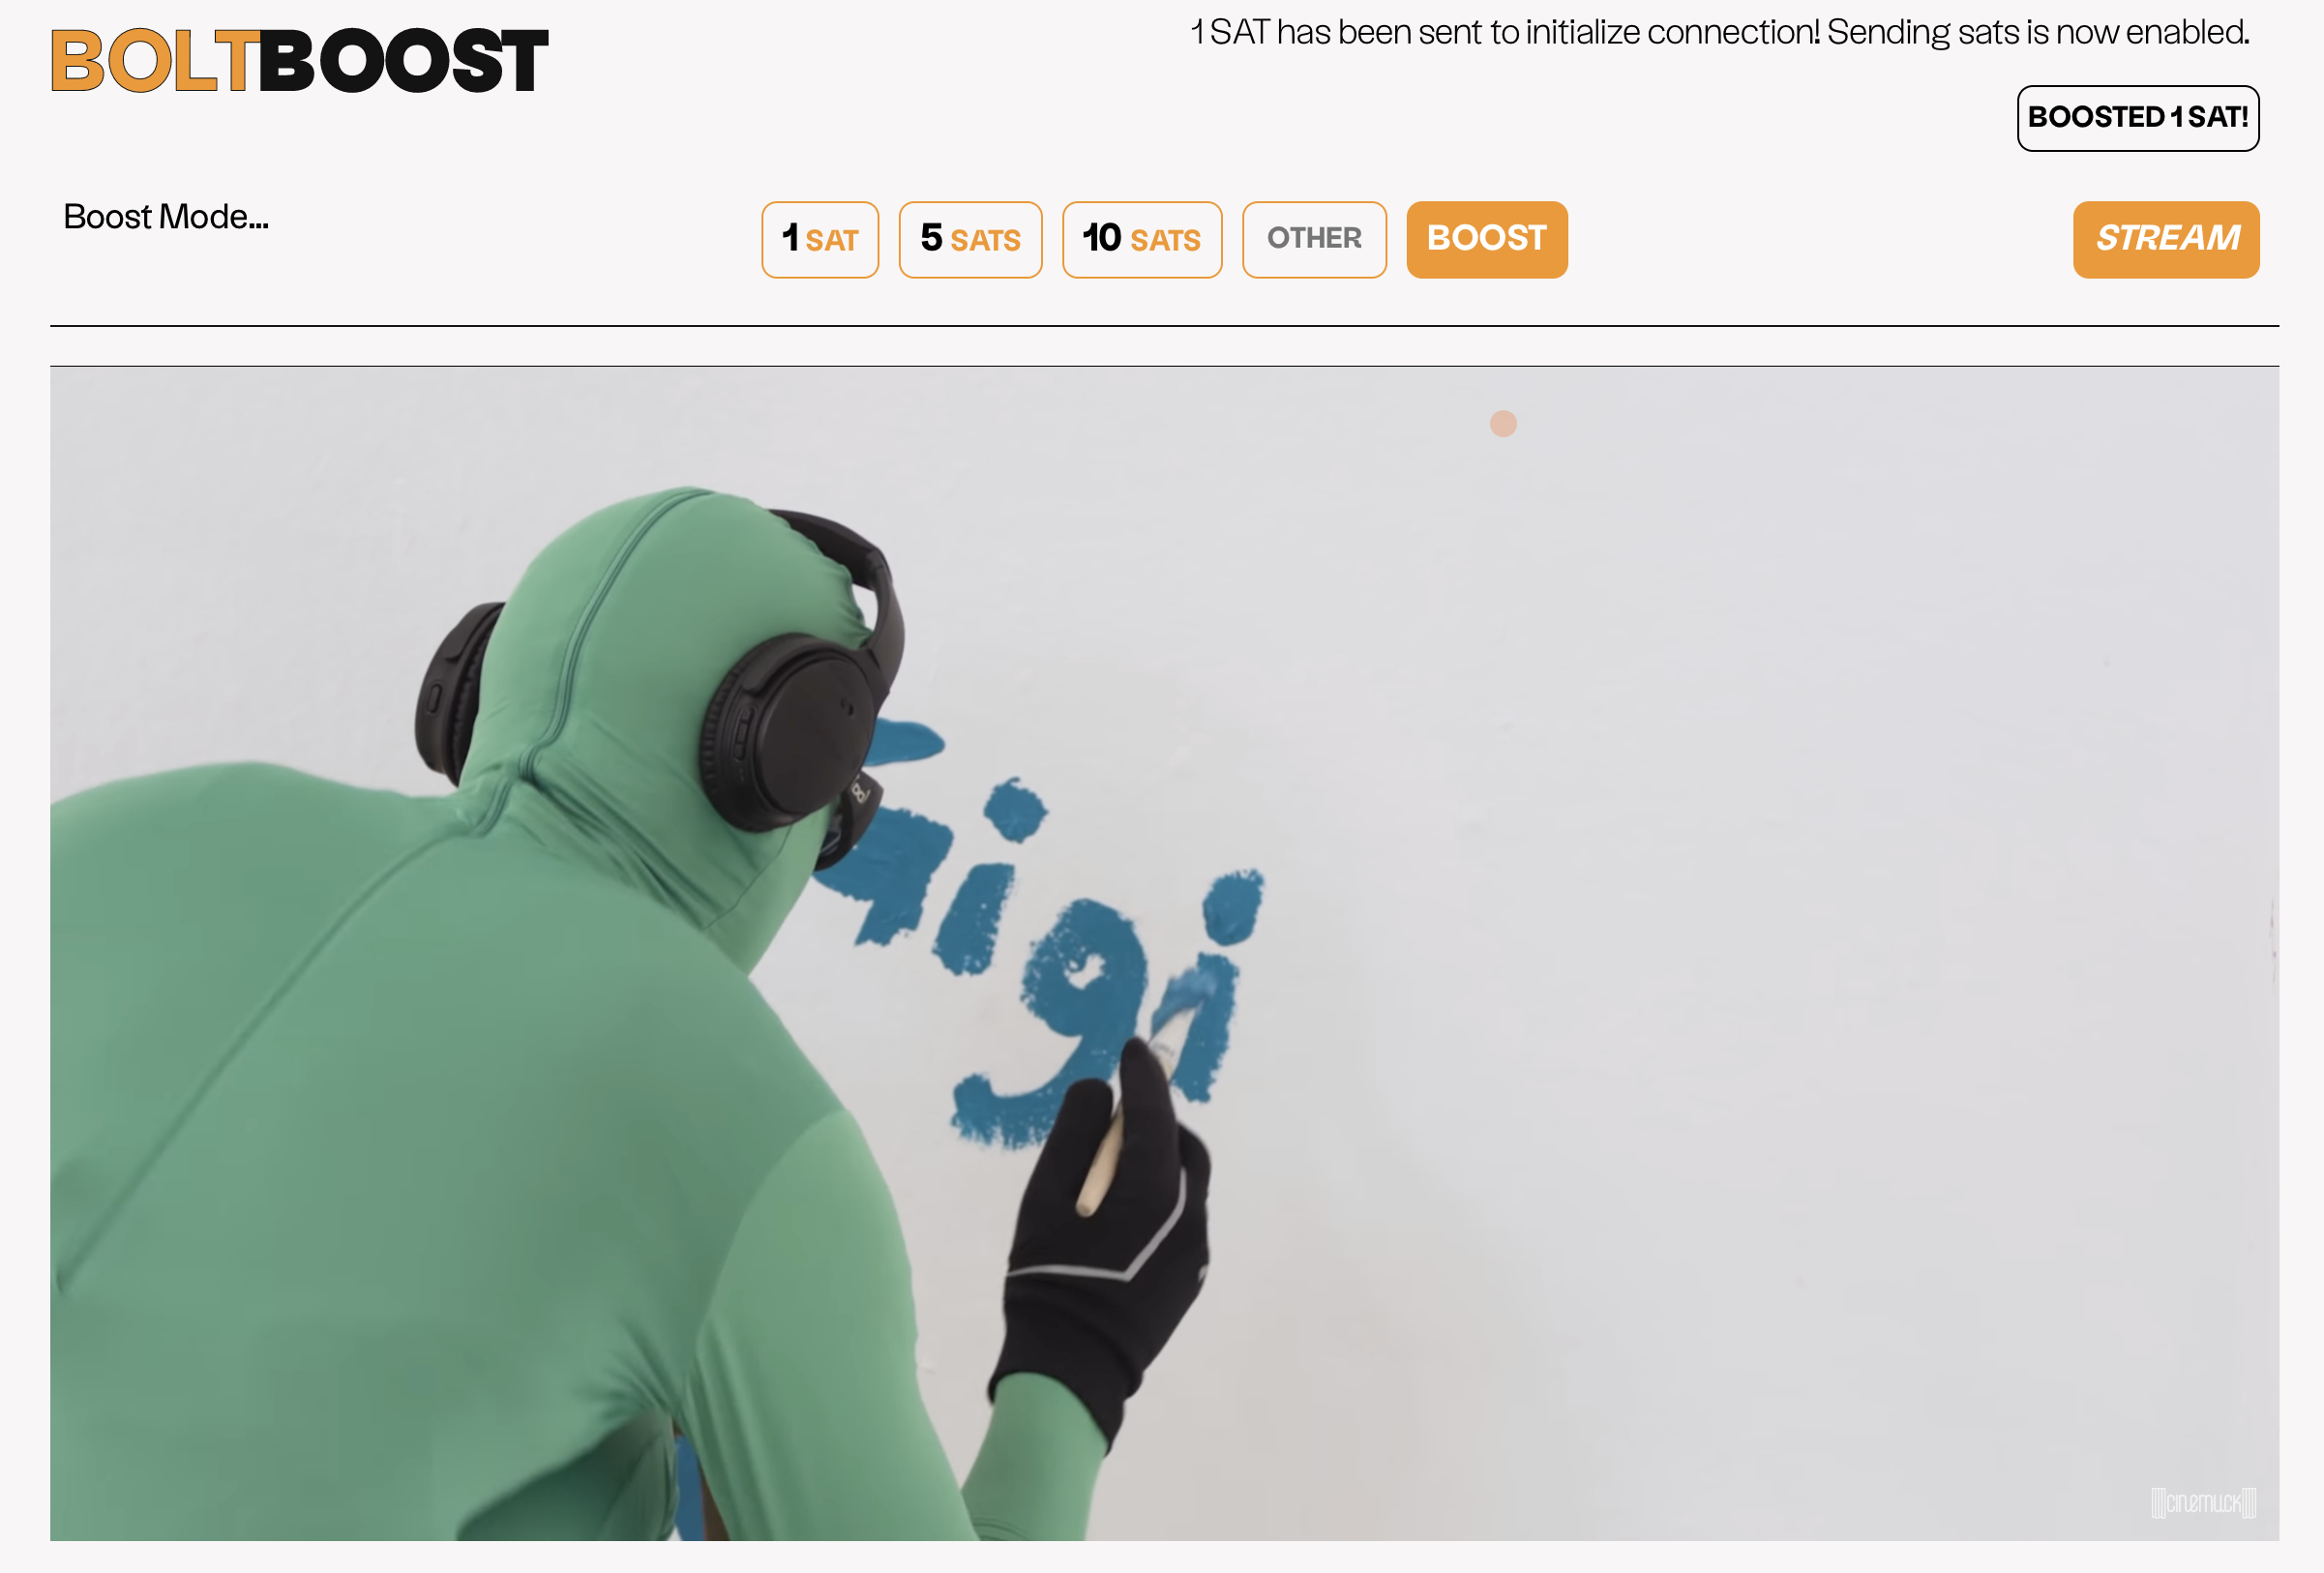 BOLTBOOST
1 SAT has been sent to initialize connection! Sending sats is now enabled.
BOOSTED 1 SAT!
Boost Mode...
1 SAT
5 SATS
10 SATS
OTHER
BOOST
STREAM
cinemuck